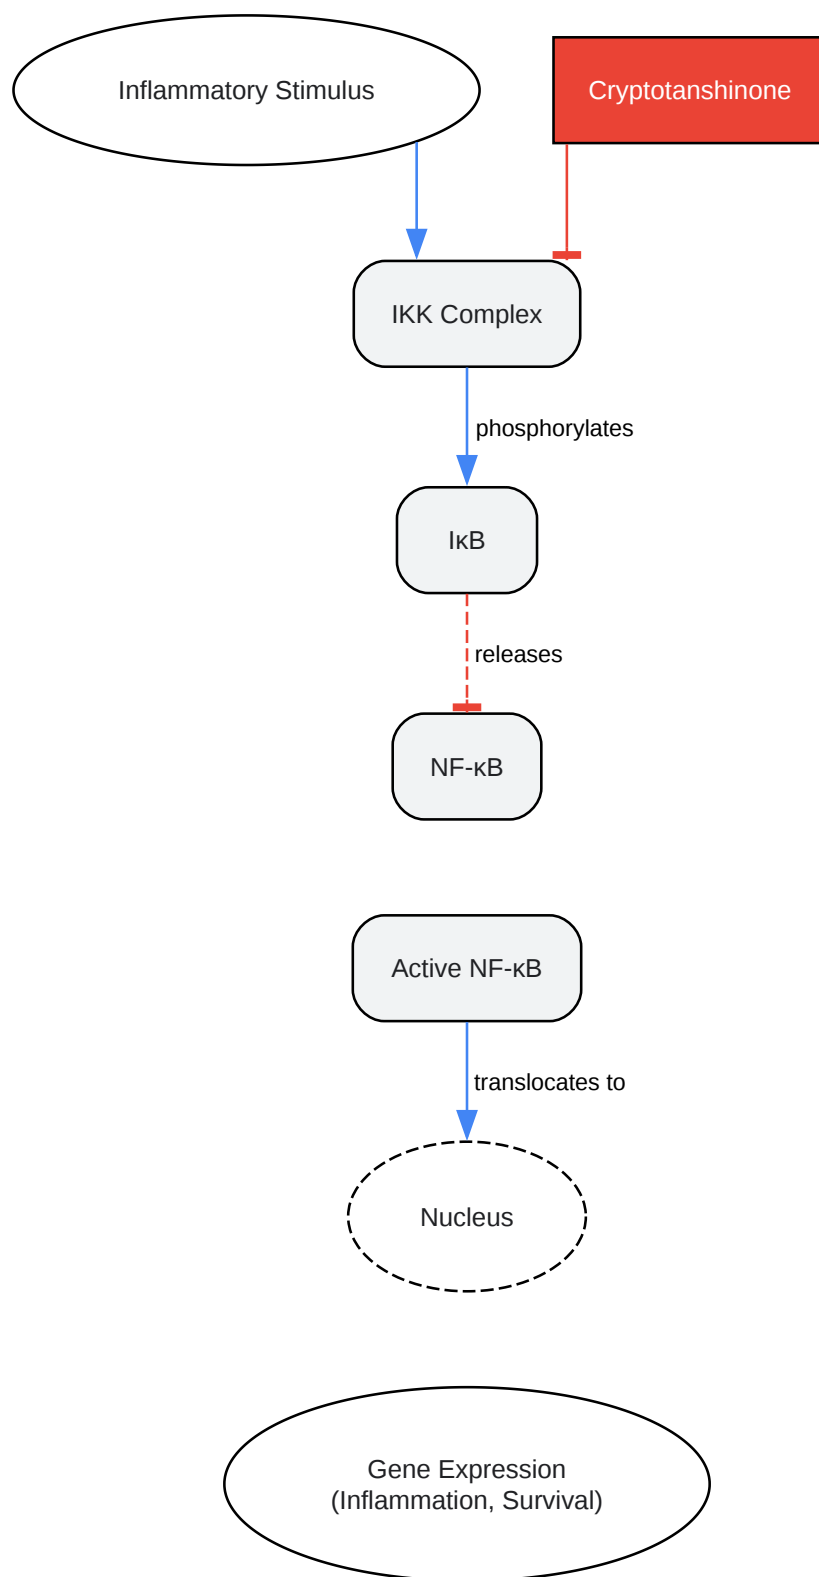 Inflammatory Stimulus
Cryptotanshinone
IKK Complex
phosphorylates
IκB
releases
NF-κB
Active NF-κB
translocates to
Nucleus
Gene Expression
(Inflammation, Survival)